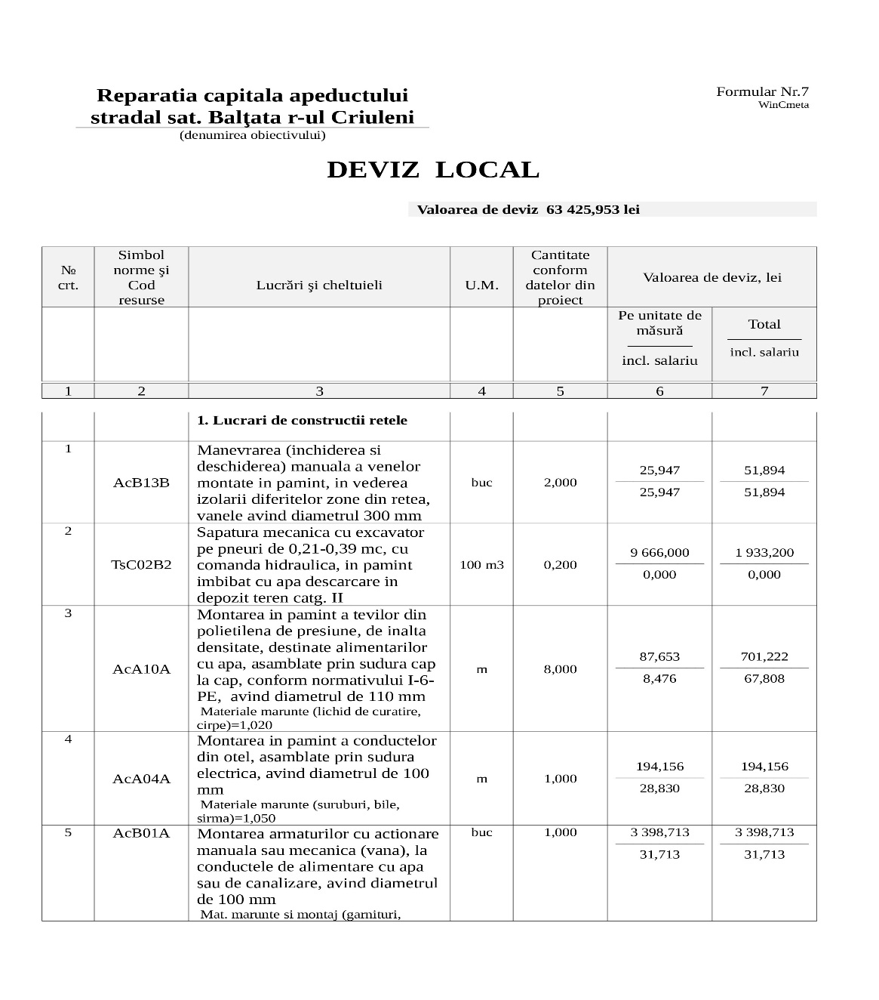 Reparatia capitala apeductului
stradal sat. Balţata r-ul Criuleni
(denumirea obiectivului)
Formular Nr.7
WinCmeta
DEVIZ LOCAL
Valoarea de deviz 63 425,953 lei
№
crt.
Simbol
norme şi
Cod
resurse
Lucrări şi cheltuieli
U.M.
Cantitate
conform
datelor din
proiect
Valoarea de deviz, lei
Pe unitate de
măsură
incl. salariu
Total
incl. salariu
1 2 3 4 5 6 7
1. Lucrari de constructii retele
1
AcB13B
Manevrarea (inchiderea si
deschiderea) manuala a venelor
montate in pamint, in vederea
izolarii diferitelor zone din retea,
vanele avind diametrul 300 mm
buc
2,000
25,947
25,947
51,894
51,894
2
TsC02B2
Sapatura mecanica cu excavator
pe pneuri de 0,21-0,39 mc, cu
comanda hidraulica, in pamint
imbibat cu apa descarcare in
depozit teren catg. II
100 m3
0,200
9 666,000
0,000
1 933,200
0,000
3
AcA10A
Montarea in pamint a tevilor din
polietilena de presiune, de inalta
densitate, destinate alimentarilor
cu apa, asamblate prin sudura cap
la cap, conform normativului I-6-
PE, avind diametrul de 110 mm
Materiale marunte (lichid de curatire,
cirpe)=1,020
m
8,000
87,653
8,476
701,222
67,808
4
AcA04A
Montarea in pamint a conductelor
din otel, asamblate prin sudura
electrica, avind diametrul de 100
mm
Materiale marunte (suruburi, bile,
sirma)=1,050
m
1,000
194,156
28,830
194,156
28,830
5
AcB01A
Montarea armaturilor cu actionare
manuala sau mecanica (vana), la
conductele de alimentare cu apa
sau de canalizare, avind diametrul
de 100 mm
Mat. marunte si montaj (garnituri,
buc
1,000
3 398,713
31,713
3 398,713
31,713